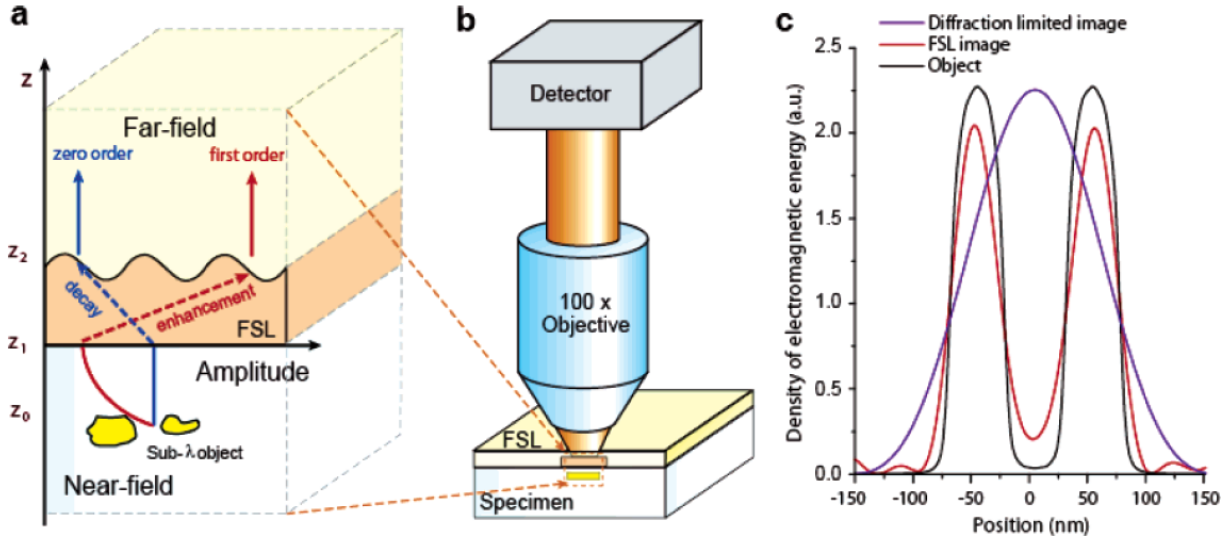 a
z
Far-field
zero order
first order
z2
decay
enhancement
FSL
z1
Amplitude
z0
Sub-λ object
Near-field
b
Detector
100 x
Objective
FSL
Specimen
c
Diffraction limited image
FSL image
Object
Density of electromagnetic energy (a.u.)
2.5
2.0
1.5
1.0
0.5
0.0
-150 -100 -50 0 50 100 150
Position (nm)